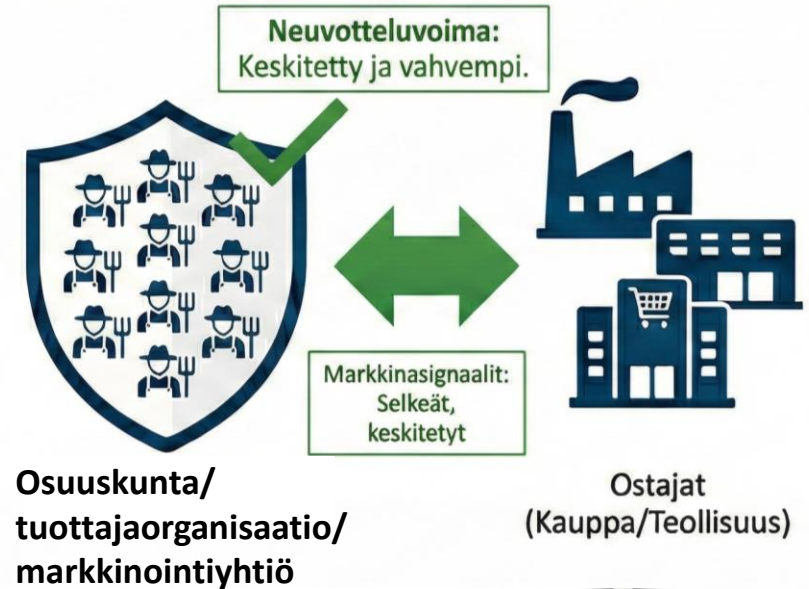 Neuvotteluvoima:
Keskitetty ja vahvempi.
Markkinasignaalit:
Selkeät,
keskitetyt
Osuuskunta/
tuottajaorganisaatio/
markkinointiyhtiö
Ostajat
(Kauppa/Teollisuus)